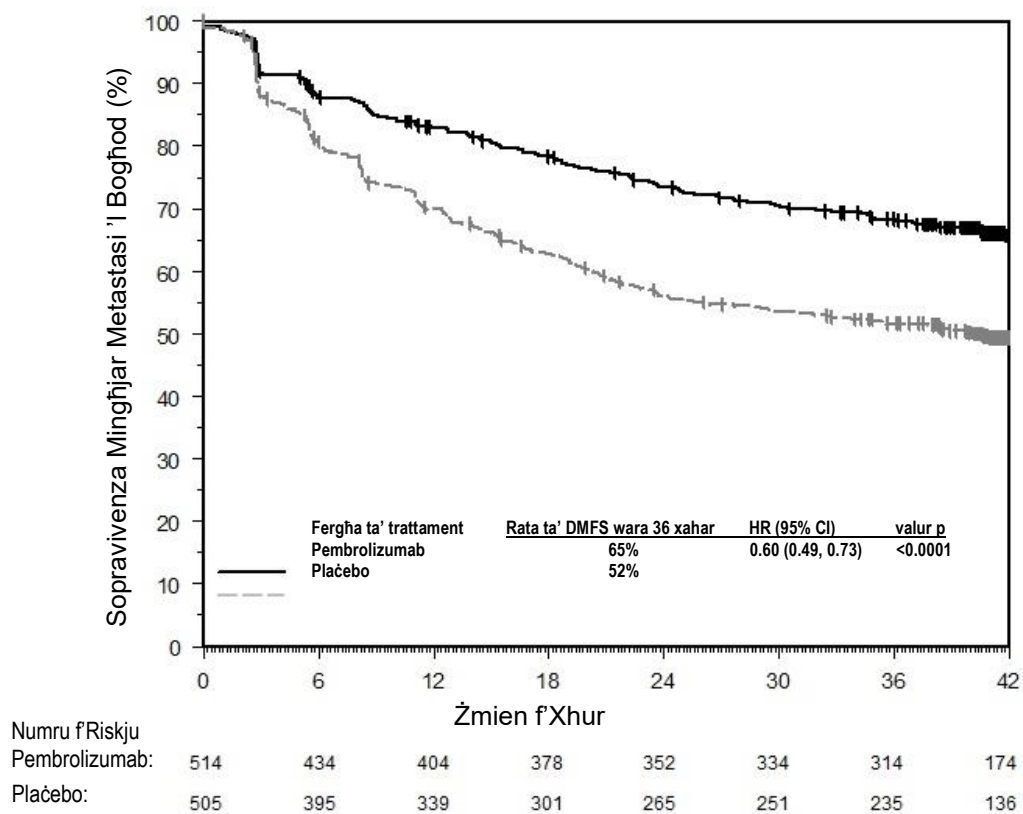 Sopravivenza Mingħjar Metastasi ’l Bogħod (%)
100
90
80
70
60
50
40
30
20
10
0
Fergħa ta’ trattament Rata ta’ DMFS wara 36 xahar HR (95% CI) valur p
Pembrolizumab 65% 0.60 (0.49, 0.73) <0.0001
Plaċebo 52%
0 6 12 18 24 30 36 42
Żmien f’Xhur
Numru f’Riskju
Pembrolizumab: 514 434 404 378 352 334 314 174
Plaċebo: 505 395 339 301 265 251 235 136